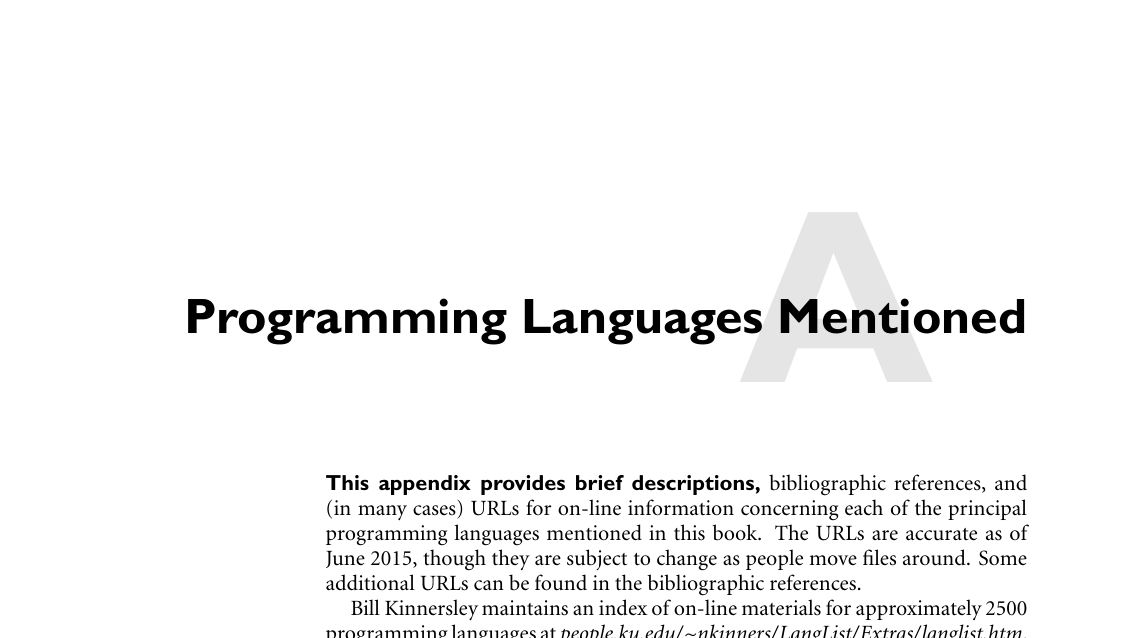 A
Programming Languages Mentioned
This appendix provides brief descriptions, bibliographic references, and
(in many cases) URLs for on-line information concerning each of the principal
programming languages mentioned in this book. The URLs are accurate as of
June 2015, though they are subject to change as people move files around. Some
additional URLs can be found in the bibliographic references.
Bill Kinnersley maintains an index of on-line materials for approximately 2500
programming languages at people.ku.edu/~nkinners/LangList/Extras/langlist.htm.